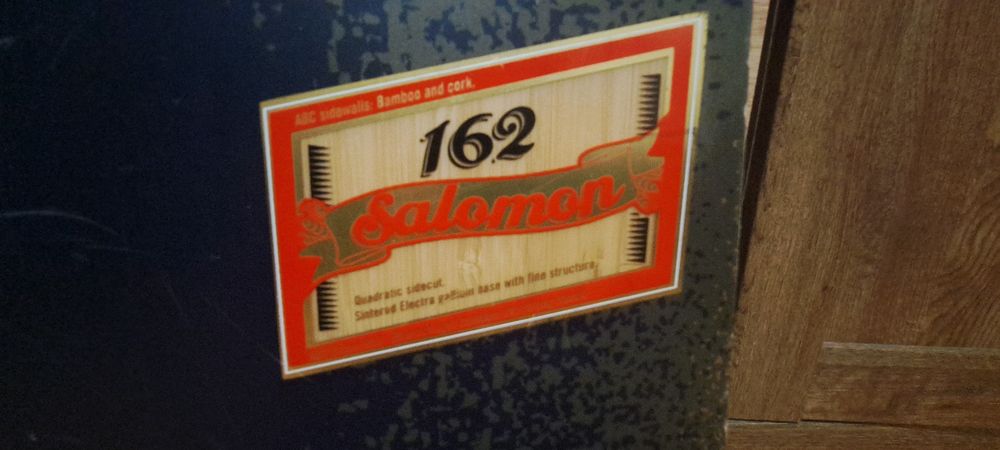 ABC sidewalls: Bamboo and cork.
162
Salomon
Quadratic sidecut.
Sintered Electra gallium base with fine structure.